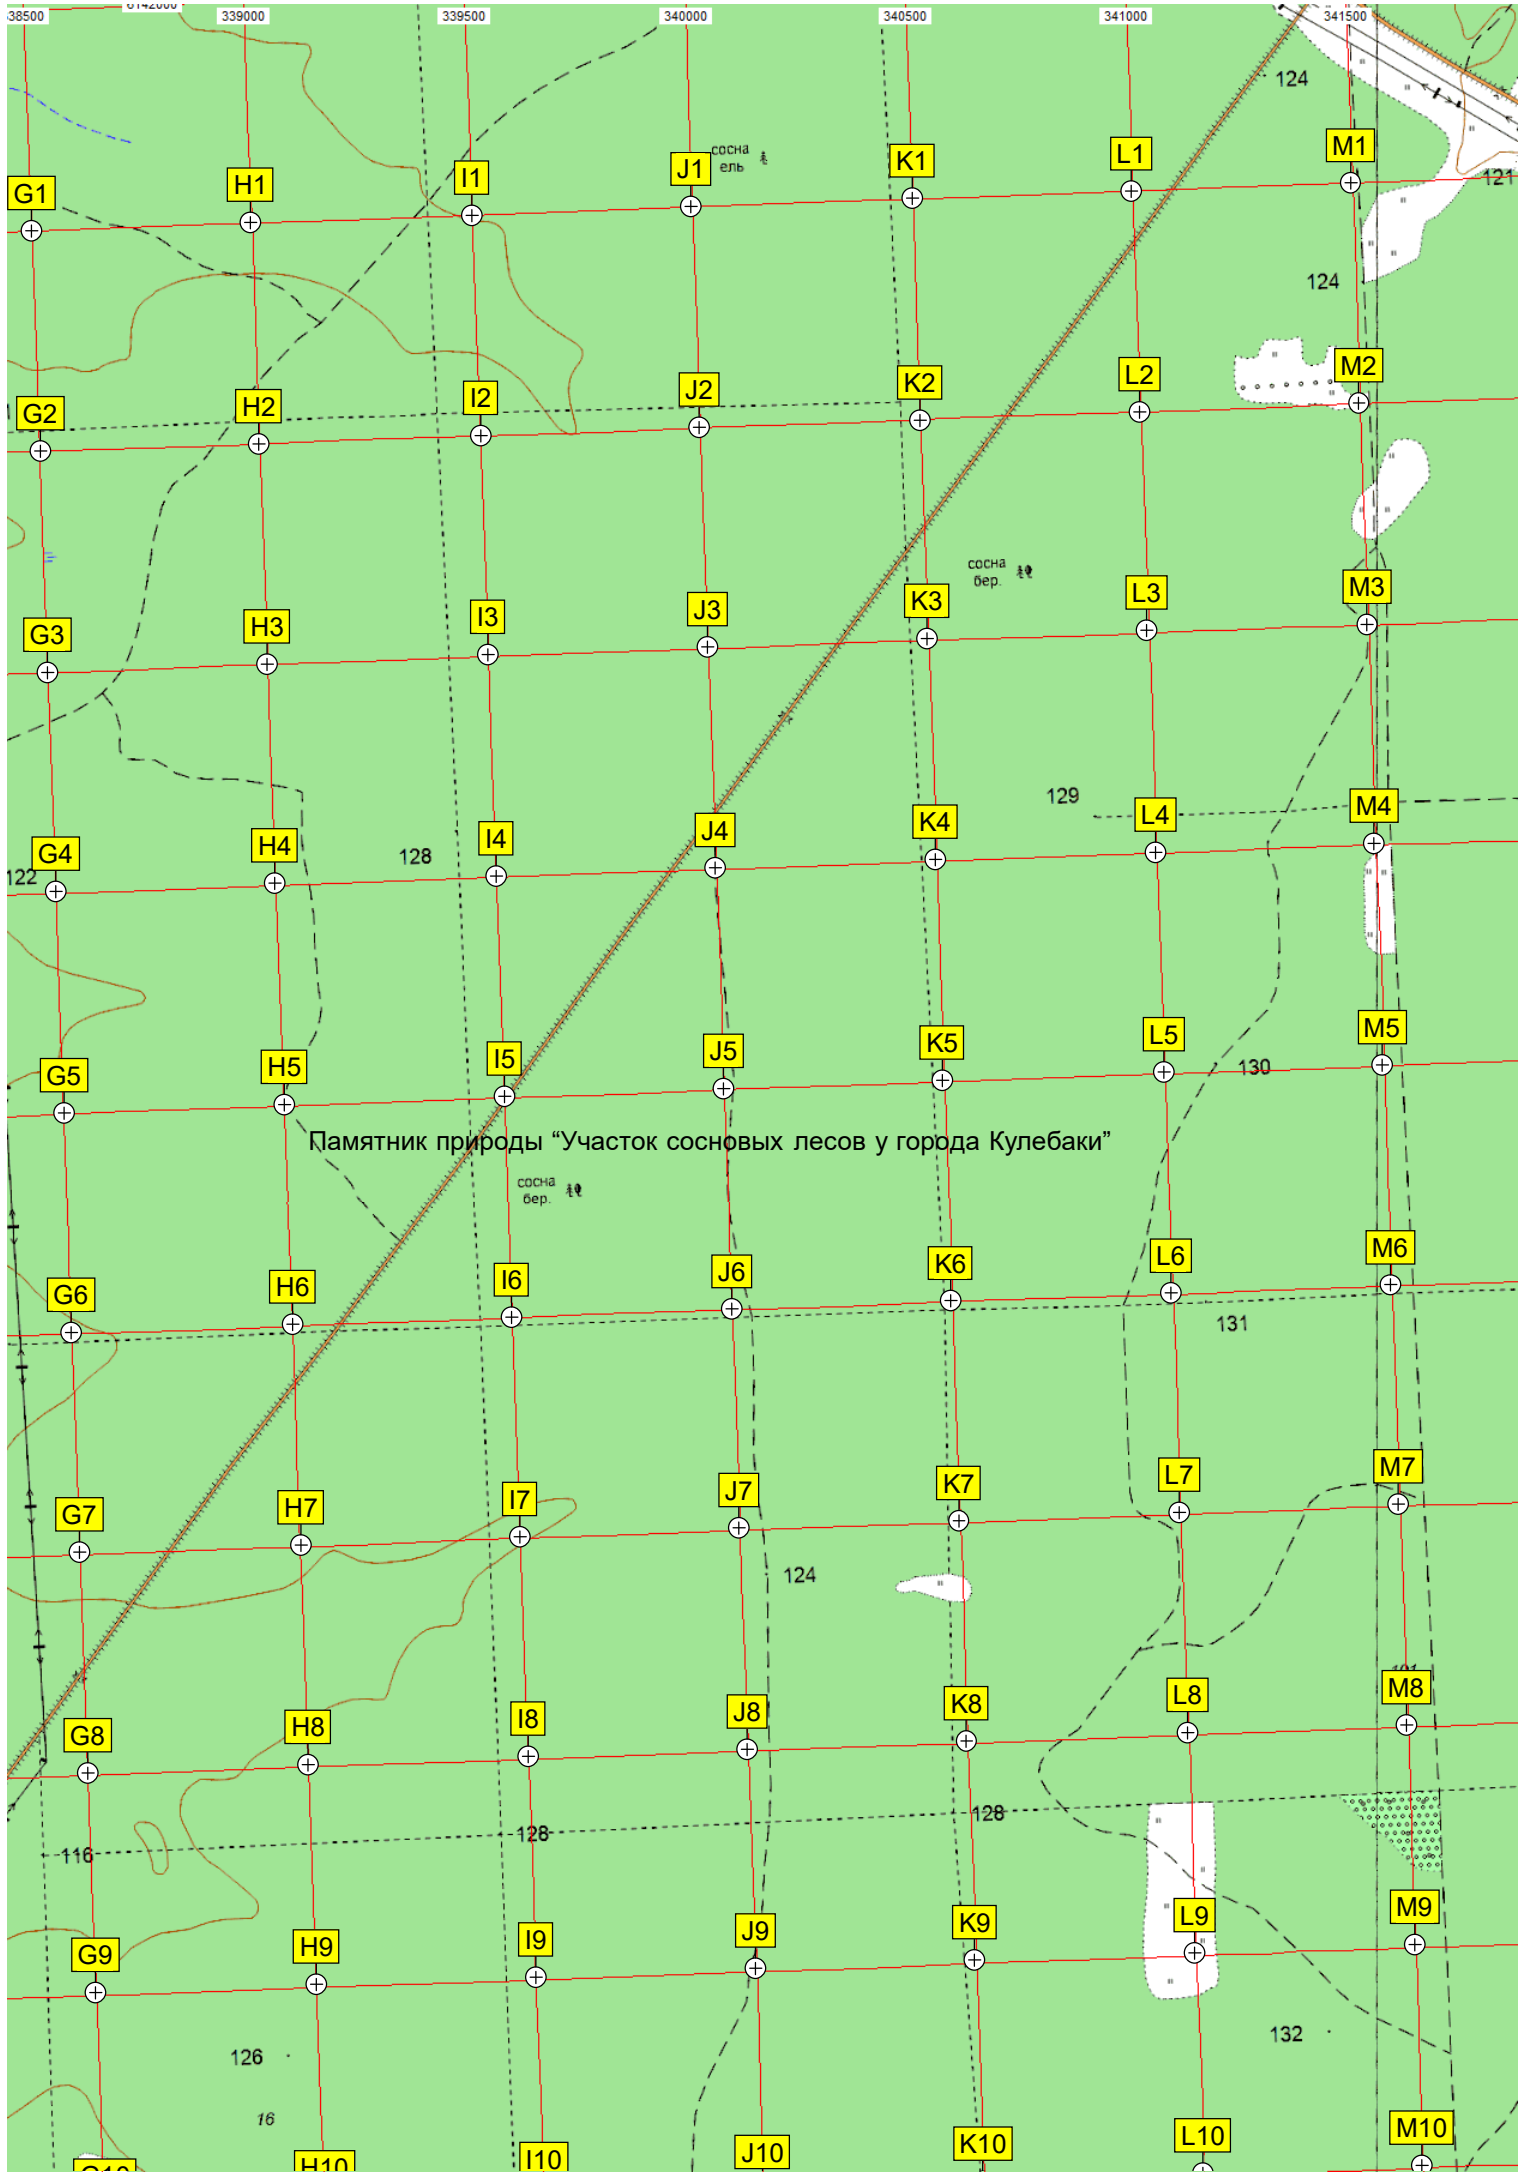 38500 339000 339500 340000 340500 341000 341500
6142000
124
сосна
ель
G1 H1 I1 J1 K1 L1 M1
121
124
G2 H2 I2 J2 K2 L2 M2
сосна
бер.
G3 H3 I3 J3 K3 L3 M3
129
G4 H4 I4 J4 K4 L4 M4
122
128
G5 H5 I5 J5 K5 L5 M5
130
Памятник природы “Участок сосновых лесов у города Кулебаки”
сосна
бер.
G6 H6 I6 J6 K6 L6 M6
131
G7 H7 I7 J7 K7 L7 M7
124
G8 H8 I8 J8 K8 L8 M8
128
128
116
G9 H9 I9 J9 K9 L9 M9
132
126
16
G10 H10 I10 J10 K10 L10 M10